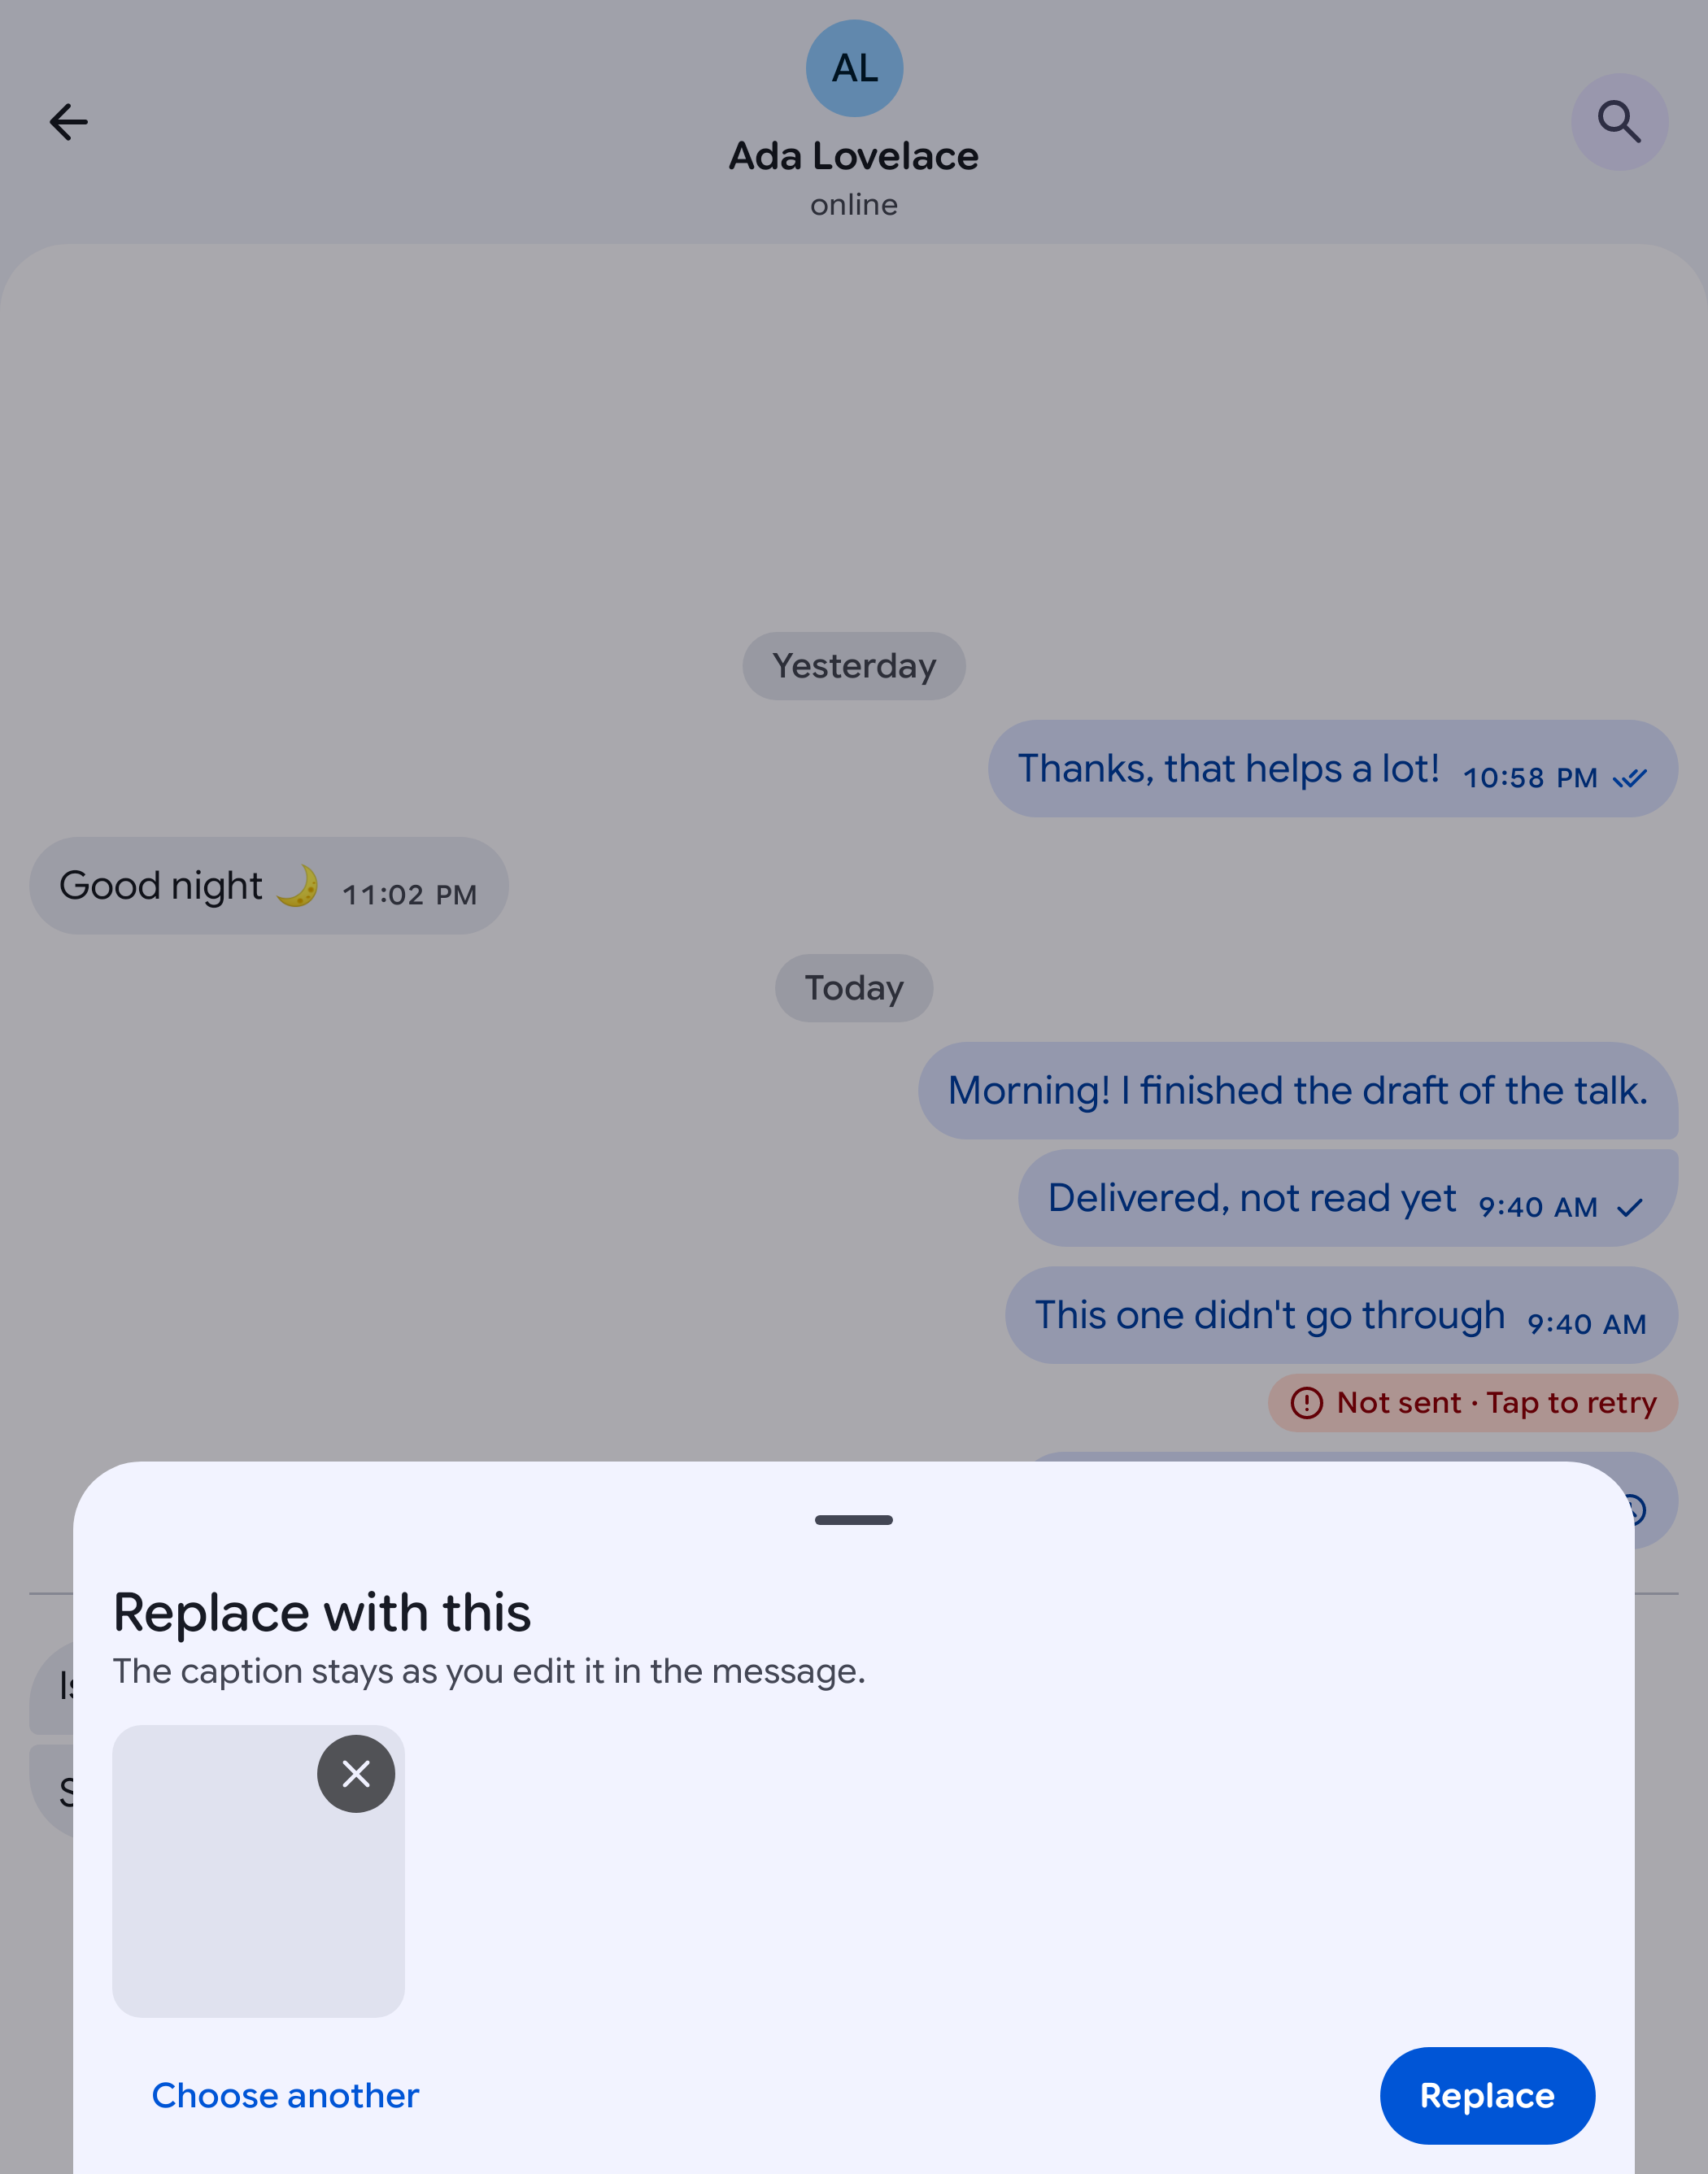 AL
Ada Lovelace
online
Yesterday
Thanks, that helps a lot! 10:58 PM
Good night 🌙 11:02 PM
Today
Morning! I finished the draft of the talk.
Delivered, not read yet 9:40 AM
This one didn't go through 9:40 AM
Not sent · Tap to retry
Replace with this
The caption stays as you edit it in the message.
Choose another
Replace